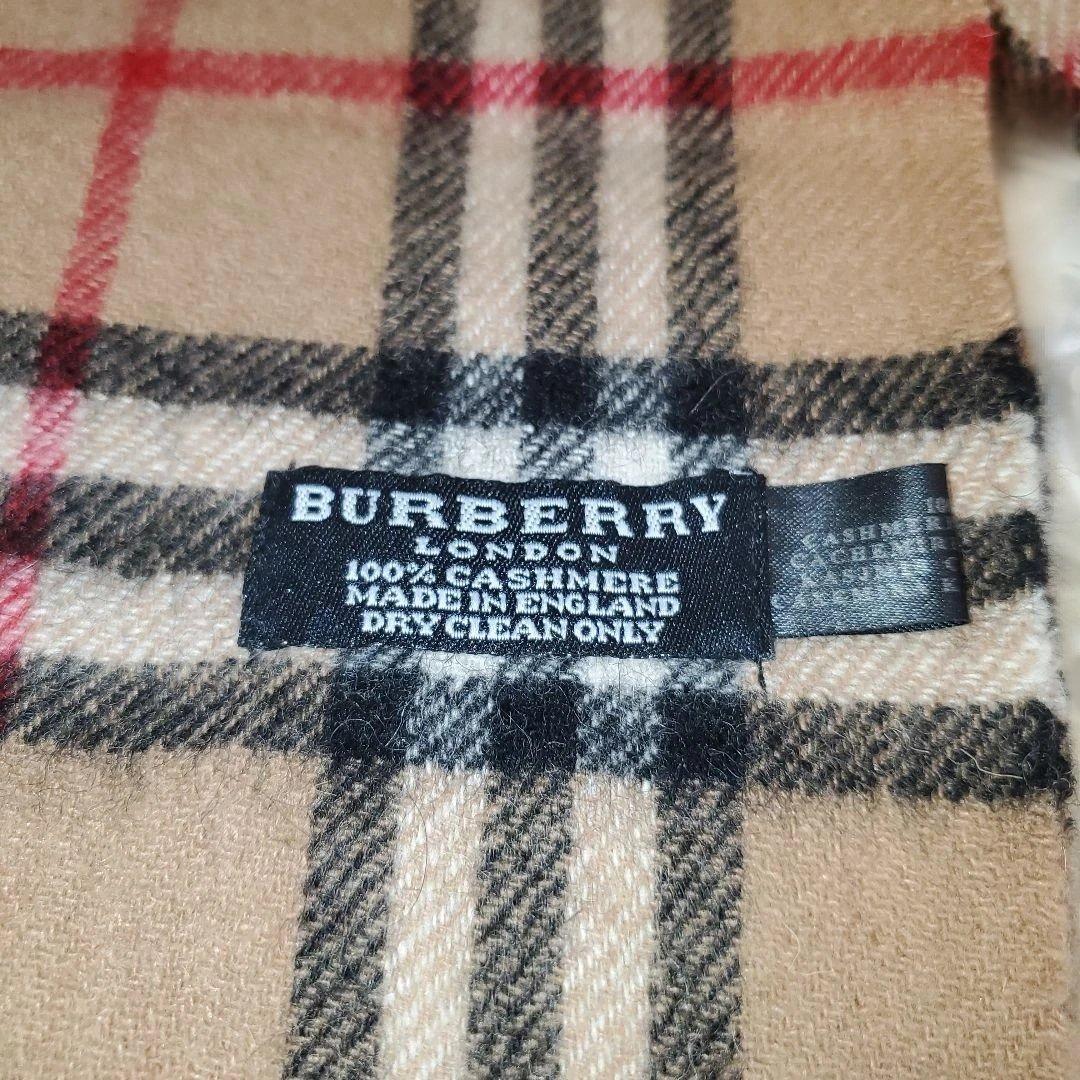 BURBERRY
LONDON
100% CASHMERE
MADE IN ENGLAND
DRY CLEAN ONLY